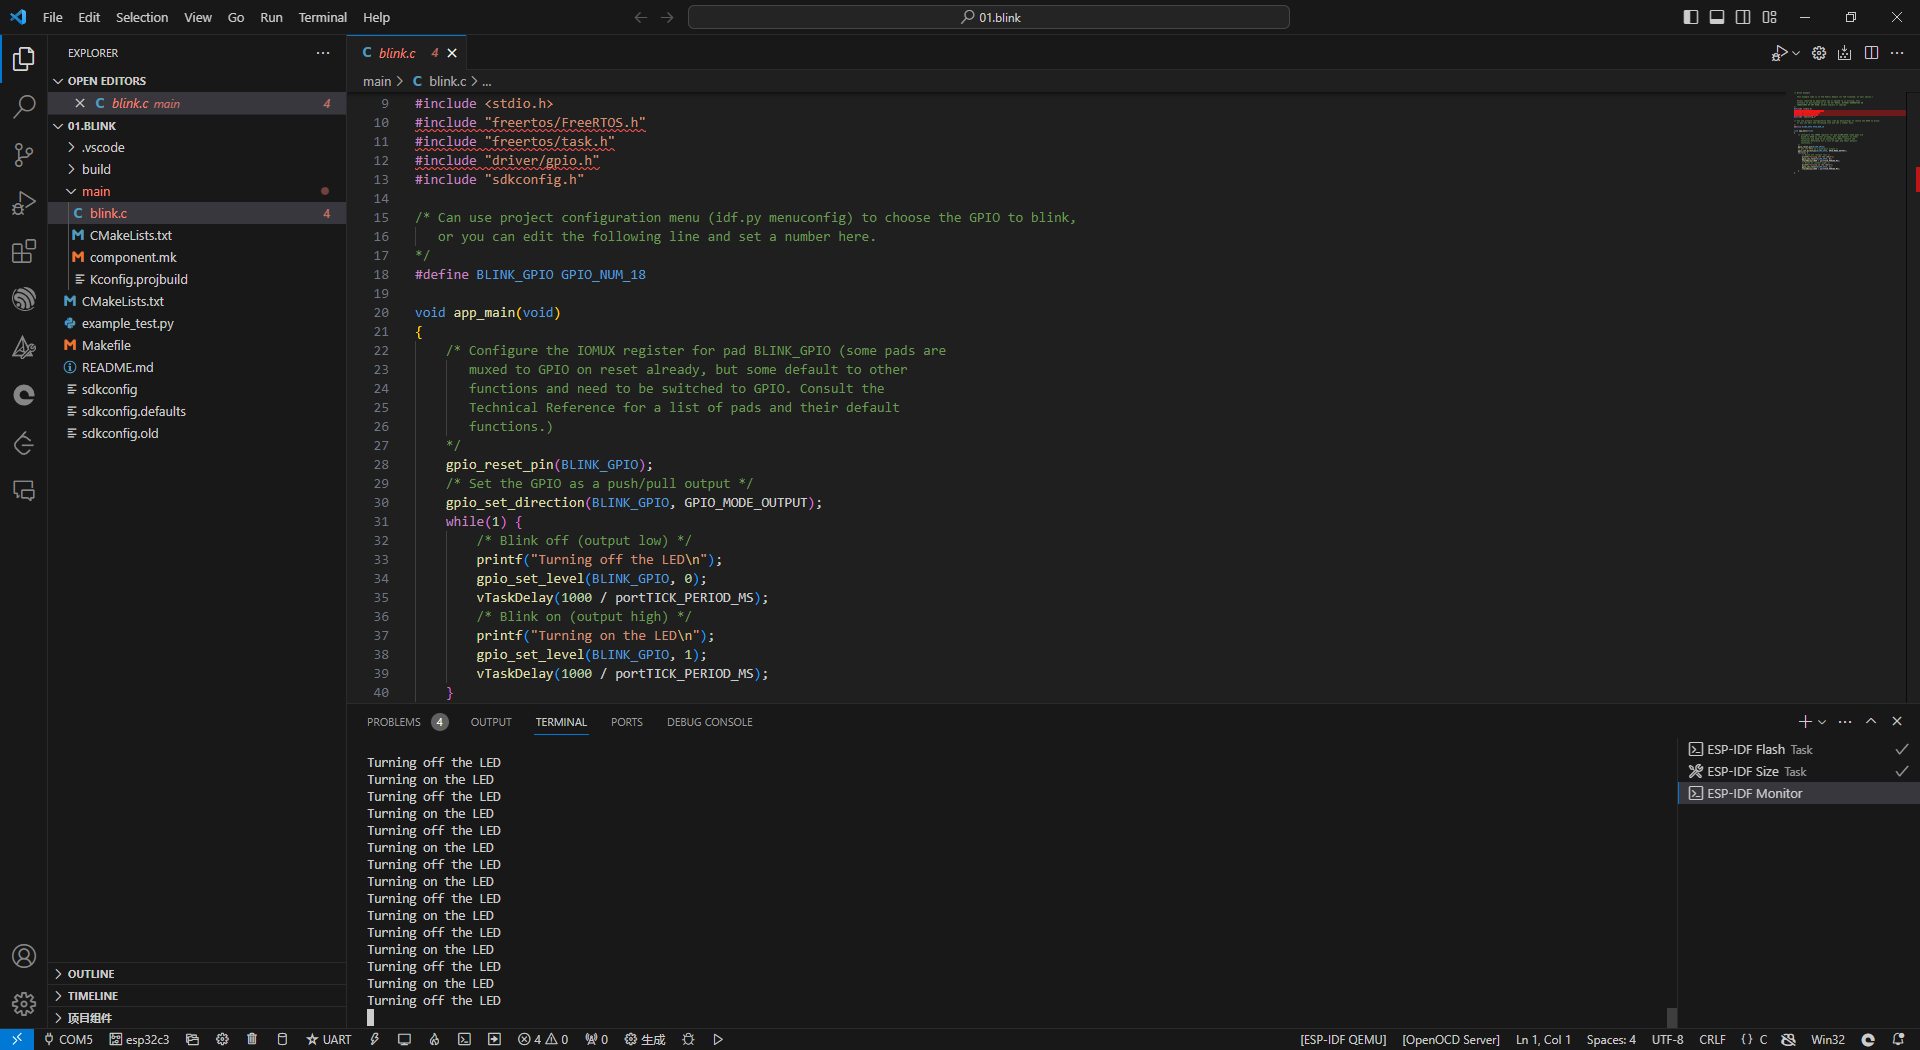 File Edit Selection View Go Run Terminal Help
01.blink
EXPLORER
OPEN EDITORS
blink.c main 4
01.BLINK
.vscode
build
main
blink.c 4
CMakeLists.txt
component.mk
Kconfig.projbuild
CMakeLists.txt
example_test.py
Makefile
README.md
sdkconfig
sdkconfig.defaults
sdkconfig.old
OUTLINE
TIMELINE
项目组件
blink.c 4
main > C blink.c > ...
9 #include <stdio.h>
10 #include "freertos/FreeRTOS.h"
11 #include "freertos/task.h"
12 #include "driver/gpio.h"
13 #include "sdkconfig.h"
14
15 /* Can use project configuration menu (idf.py menuconfig) to choose the GPIO to blink,
16 or you can edit the following line and set a number here.
17 */
18 #define BLINK_GPIO GPIO_NUM_18
19
20 void app_main(void)
21 {
22 /* Configure the IOMUX register for pad BLINK_GPIO (some pads are
23 muxed to GPIO on reset already, but some default to other
24 functions and need to be switched to GPIO. Consult the
25 Technical Reference for a list of pads and their default
26 functions.)
27 */
28 gpio_reset_pin(BLINK_GPIO);
29 /* Set the GPIO as a push/pull output */
30 gpio_set_direction(BLINK_GPIO, GPIO_MODE_OUTPUT);
31 while(1) {
32 /* Blink off (output low) */
33 printf("Turning off the LED\n");
34 gpio_set_level(BLINK_GPIO, 0);
35 vTaskDelay(1000 / portTICK_PERIOD_MS);
36 /* Blink on (output high) */
37 printf("Turning on the LED\n");
38 gpio_set_level(BLINK_GPIO, 1);
39 vTaskDelay(1000 / portTICK_PERIOD_MS);
40 }
PROBLEMS 4 OUTPUT TERMINAL PORTS DEBUG CONSOLE
Turning off the LED
Turning on the LED
Turning off the LED
Turning on the LED
Turning off the LED
Turning on the LED
Turning off the LED
Turning on the LED
Turning off the LED
Turning on the LED
Turning off the LED
Turning on the LED
Turning off the LED
Turning on the LED
Turning off the LED
ESP-IDF Flash Task
ESP-IDF Size Task
ESP-IDF Monitor
COM5 esp32c3 UART 4 0 0 生成 [ESP-IDF QEMU] [OpenOCD Server] Ln 1, Col 1 Spaces: 4 UTF-8 CRLF {} C Win32